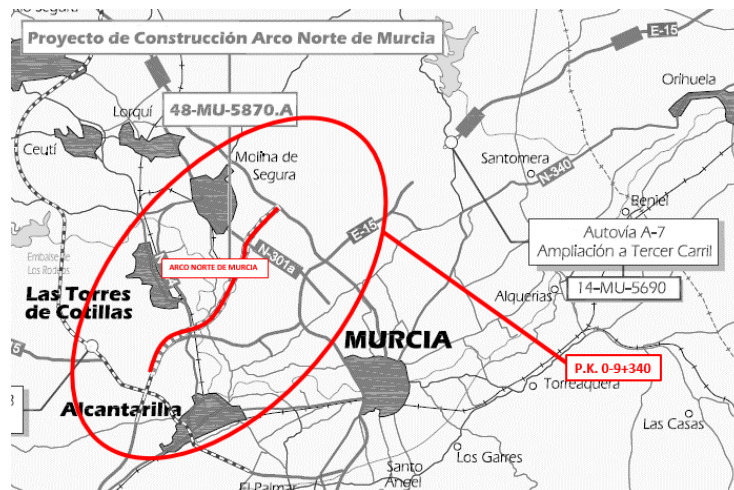 Proyecto de Construcción Arco Norte de Murcia
E-15
Orihuela
48-MU-5870.A
Lorquí
Ceutí
Molina de
Segura
Santomera
N-340
Beniel
E-15
Autovía A-7
Ampliación a Tercer Carril
N-301a
Embalse de
Los Rodeos
ARCO NORTE DE MURCIA
14-MU-5690
Alquerías
Las Torres
de Cotillas
MURCIA
P.K. 0-9+340
Alcantarilla
Las Casas
Los Garres
Santo
Ángel
El Palmar